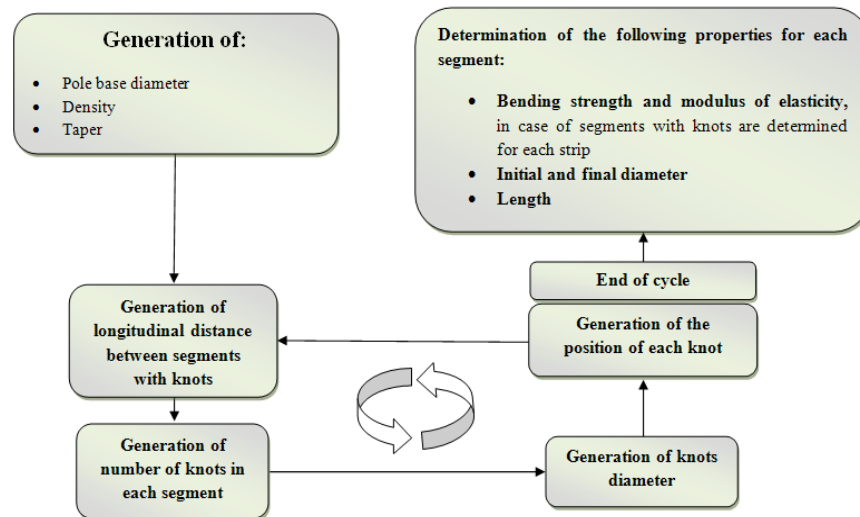 Generation of:
• Pole base diameter
• Density
• Taper
Determination of the following properties for each
segment:
• Bending strength and modulus of elasticity,
in case of segments with knots are determined
for each strip
• Initial and final diameter
• Length
End of cycle
Generation of the
position of each knot
Generation of
longitudinal distance
between segments
with knots
Generation of
number of knots in
each segment
Generation of knots
diameter